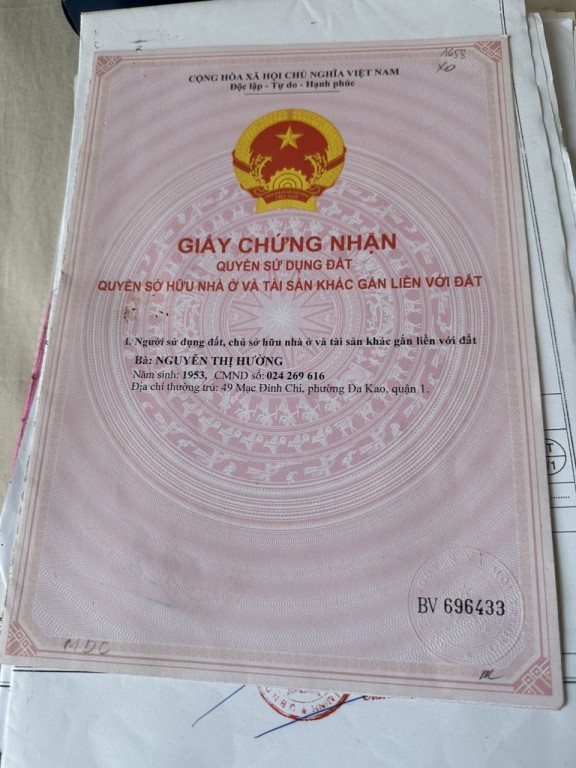 1653
XO
CỘNG HÒA XÃ HỘI CHỦ NGHĨA VIỆT NAM
Độc lập - Tự do - Hạnh phúc
GIẤY CHỨNG NHẬN
QUYỀN SỬ DỤNG ĐẤT
QUYỀN SỞ HỮU NHÀ Ở VÀ TÀI SẢN KHÁC GẮN LIỀN VỚI ĐẤT
I. Người sử dụng đất, chủ sở hữu nhà ở và tài sản khác gắn liền với đất
Bà: NGUYỄN THỊ HƯỜNG
Năm sinh: 1953, CMND số: 024 269 616
Địa chỉ thường trú: 49 Mạc Đĩnh Chi, phường Đa Kao, quận 1.
BV 696433
MDC